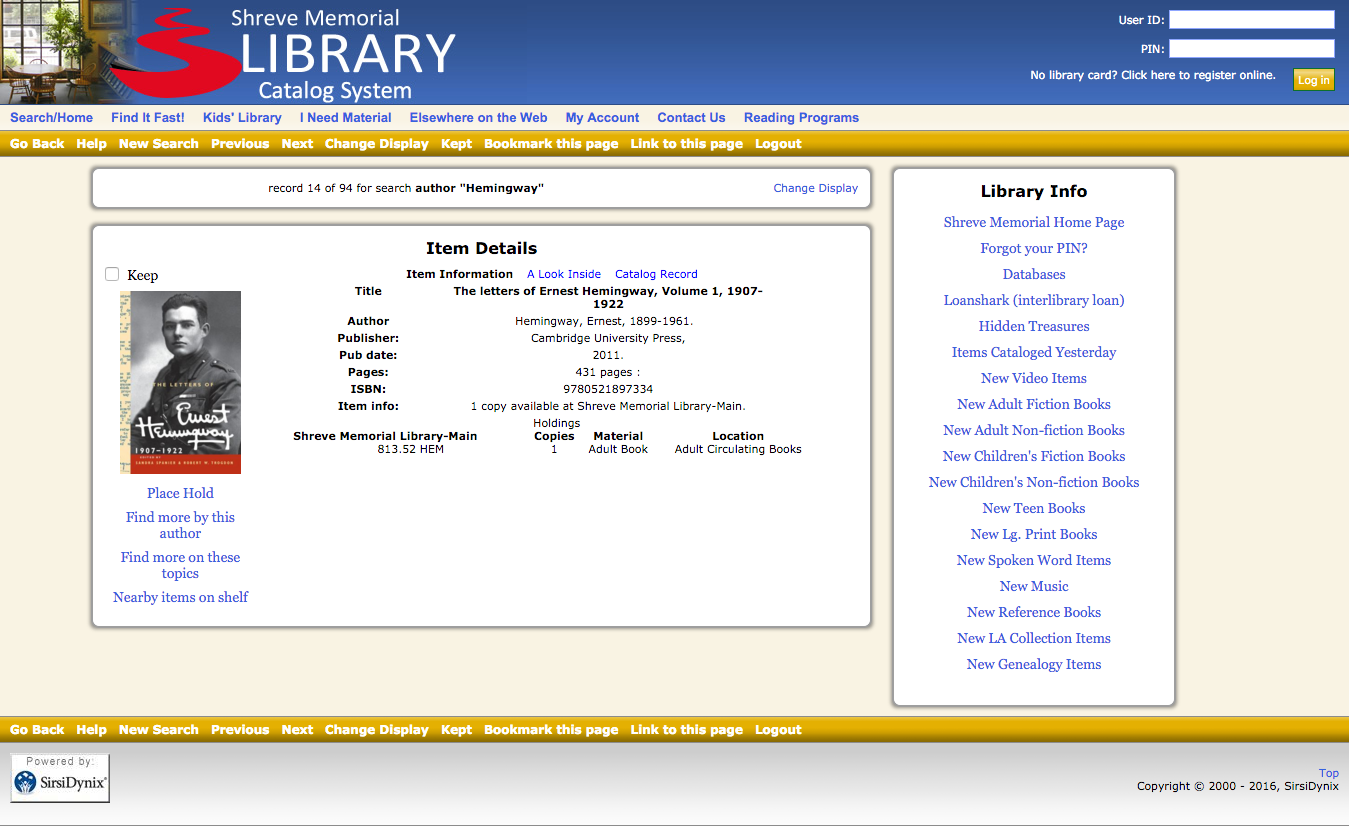 Shreve Memorial
LIBRARY
Catalog System
User ID:
PIN:
No library card? Click here to register online.
Log in
Search/Home Find It Fast! Kids' Library I Need Material Elsewhere on the Web My Account Contact Us Reading Programs
Go Back Help New Search Previous Next Change Display Kept Bookmark this page Link to this page Logout
record 14 of 94 for search author "Hemingway"
Change Display
Item Details
Keep
Item Information A Look Inside Catalog Record
Title The letters of Ernest Hemingway, Volume 1, 1907-
1922
Author Hemingway, Ernest, 1899-1961.
Publisher: Cambridge University Press,
Pub date: 2011.
Pages: 431 pages :
ISBN: 9780521897334
Item info: 1 copy available at Shreve Memorial Library-Main.
Holdings
Shreve Memorial Library-Main Copies Material Location
813.52 HEM 1 Adult Book Adult Circulating Books
THE LETTERS OF
Ernest
Hemingway
1907–1922
EDITED BY
SANDRA SPANIER & ROBERT W. TROGDON
Place Hold
Find more by this
author
Find more on these
topics
Nearby items on shelf
Library Info
Shreve Memorial Home Page
Forgot your PIN?
Databases
Loanshark (interlibrary loan)
Hidden Treasures
Items Cataloged Yesterday
New Video Items
New Adult Fiction Books
New Adult Non-fiction Books
New Children's Fiction Books
New Children's Non-fiction Books
New Teen Books
New Lg. Print Books
New Spoken Word Items
New Music
New Reference Books
New LA Collection Items
New Genealogy Items
Go Back Help New Search Previous Next Change Display Kept Bookmark this page Link to this page Logout
Powered by:
SirsiDynix®
Top
Copyright © 2000 - 2016, SirsiDynix